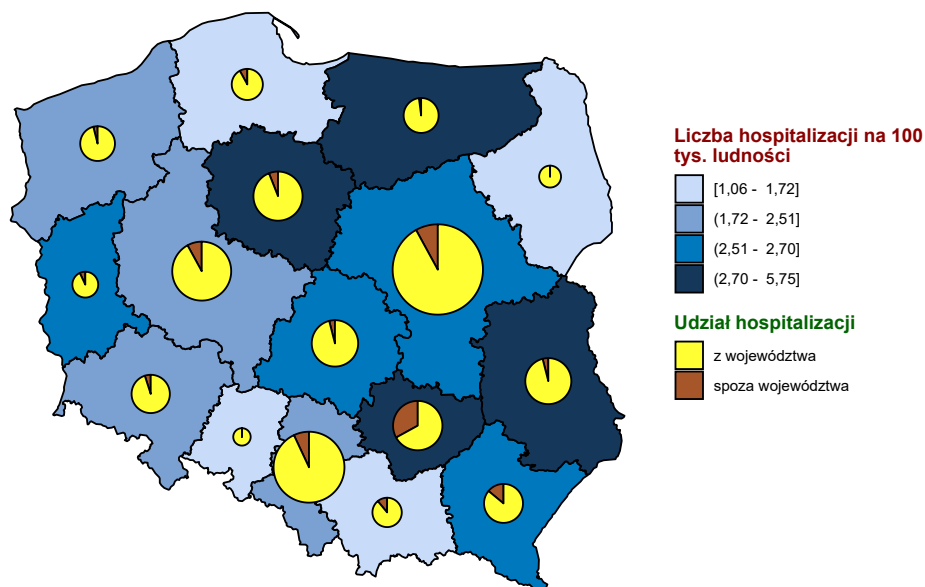 Liczba hospitalizacji na 100
tys. ludności
[1,06 - 1,72]
(1,72 - 2,51]
(2,51 - 2,70]
(2,70 - 5,75]
Udział hospitalizacji
z województwa
spoza województwa